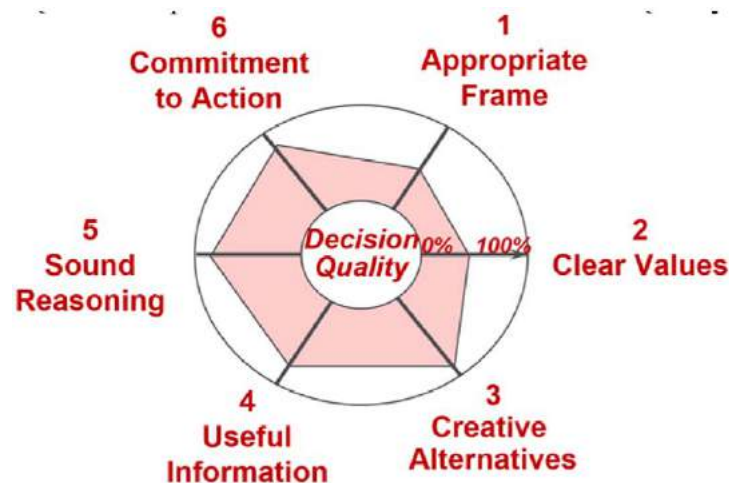 1
Appropriate
Frame
2
Clear Values
3
Creative
Alternatives
4
Useful
Information
5
Sound
Reasoning
6
Commitment
to Action
Decision
Quality
0% 100%